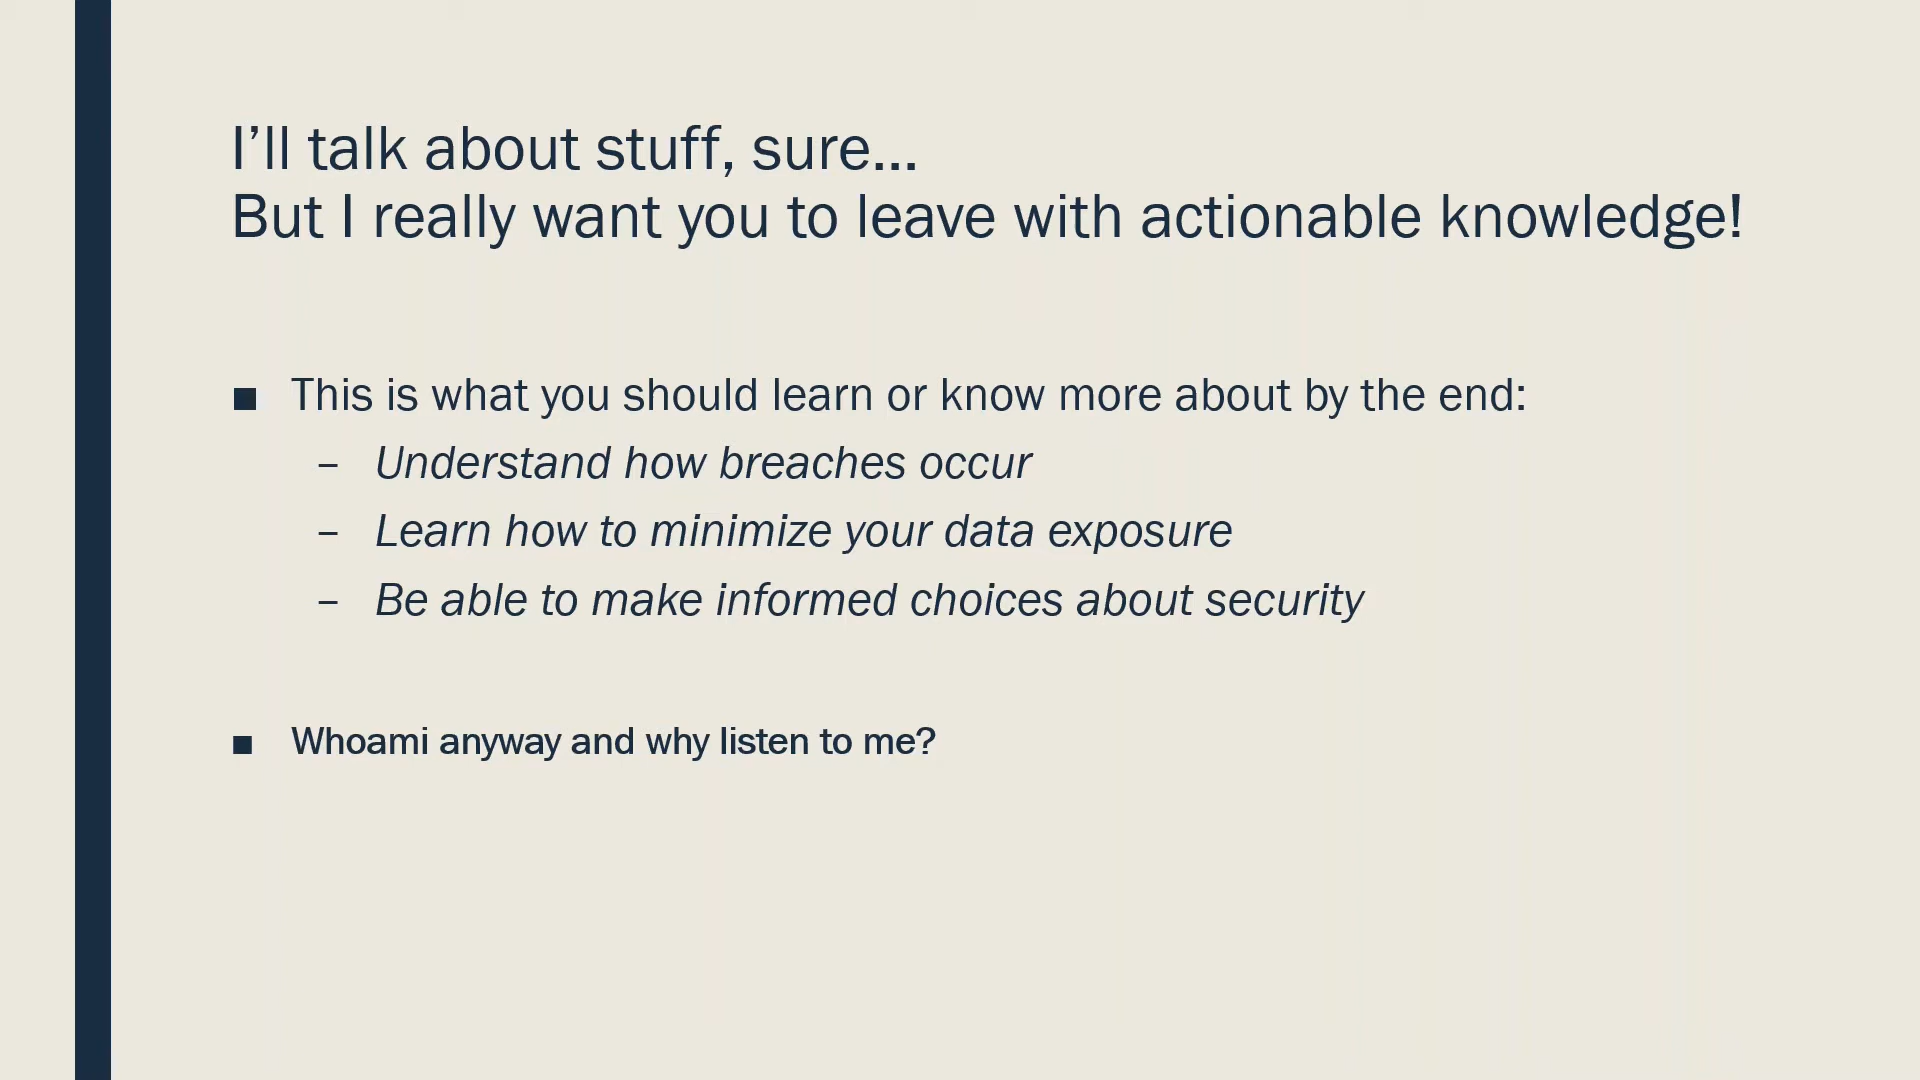 I’ll talk about stuff, sure…
But I really want you to leave with actionable knowledge!
■ This is what you should learn or know more about by the end:
– Understand how breaches occur
– Learn how to minimize your data exposure
– Be able to make informed choices about security
■ Whoami anyway and why listen to me?